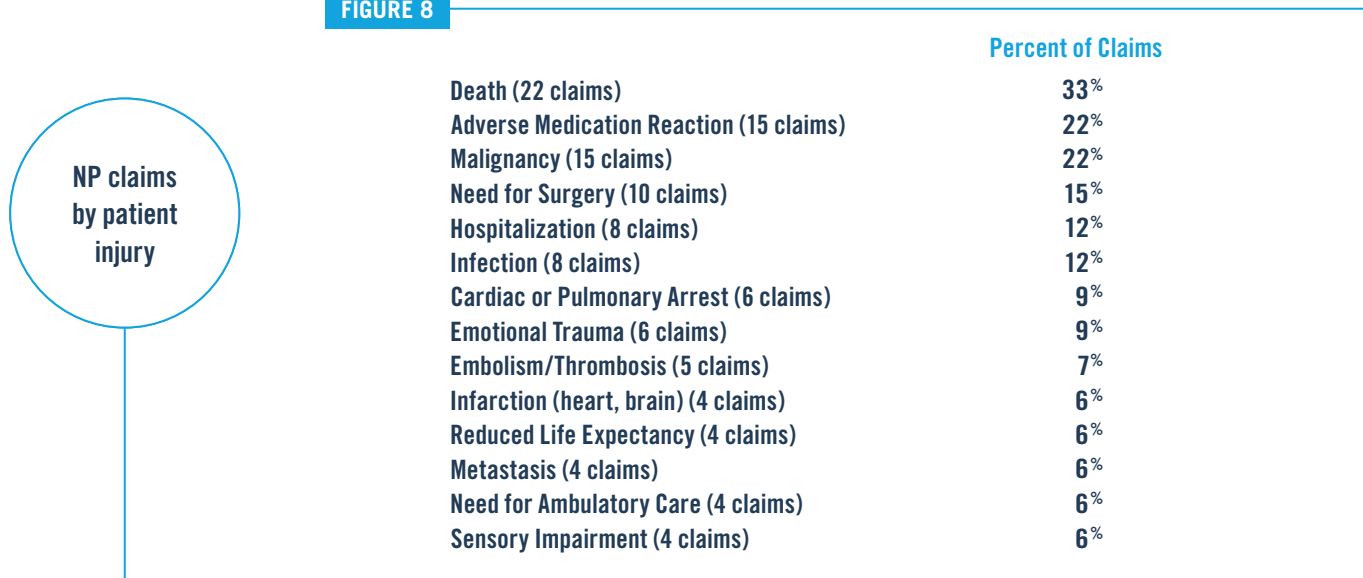 FIGURE 8
Percent of Claims
NP claims
by patient
injury
Death (22 claims) 33%
Adverse Medication Reaction (15 claims) 22%
Malignancy (15 claims) 22%
Need for Surgery (10 claims) 15%
Hospitalization (8 claims) 12%
Infection (8 claims) 12%
Cardiac or Pulmonary Arrest (6 claims) 9%
Emotional Trauma (6 claims) 9%
Embolism/Thrombosis (5 claims) 7%
Infarction (heart, brain) (4 claims) 6%
Reduced Life Expectancy (4 claims) 6%
Metastasis (4 claims) 6%
Need for Ambulatory Care (4 claims) 6%
Sensory Impairment (4 claims) 6%